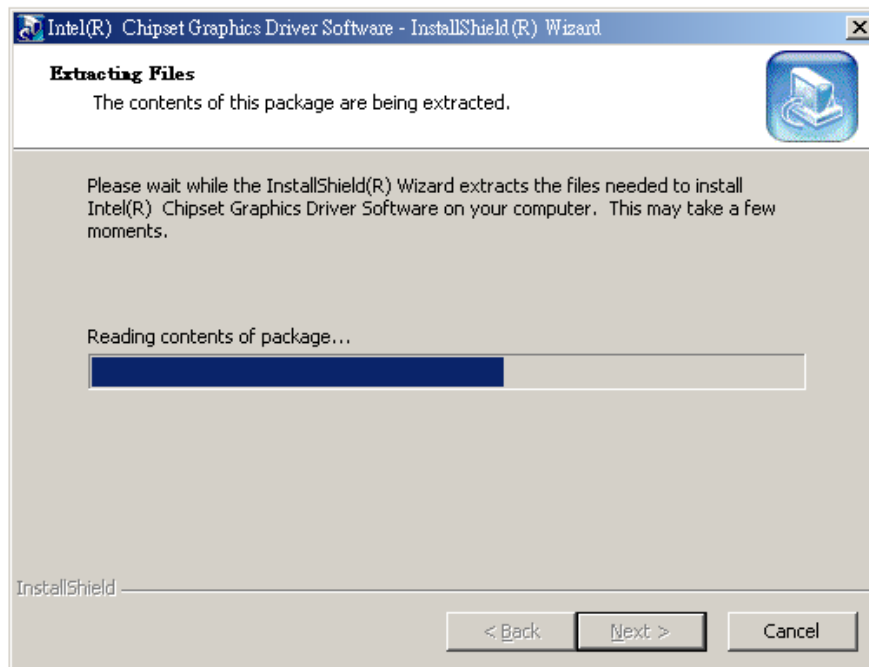 Intel(R) Chipset Graphics Driver Software - InstallShield(R) Wizard
Extracting Files
The contents of this package are being extracted.
Please wait while the InstallShield(R) Wizard extracts the files needed to install
Intel(R) Chipset Graphics Driver Software on your computer. This may take a few
moments.
Reading contents of package...
InstallShield
< Back Next > Cancel